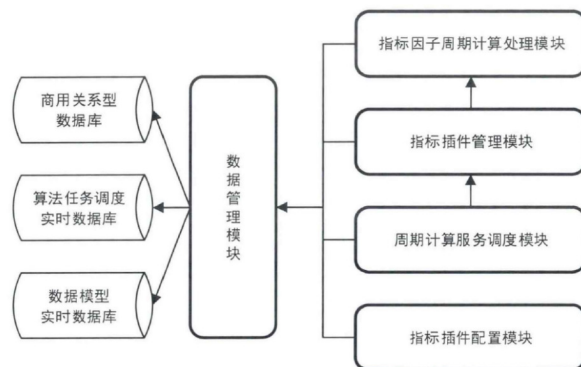 商用关系型
数据库
算法任务调度
实时数据库
数据模型
实时数据库
数据管理模块
指标因子周期计算处理模块
指标插件管理模块
周期计算服务调度模块
指标插件配置模块